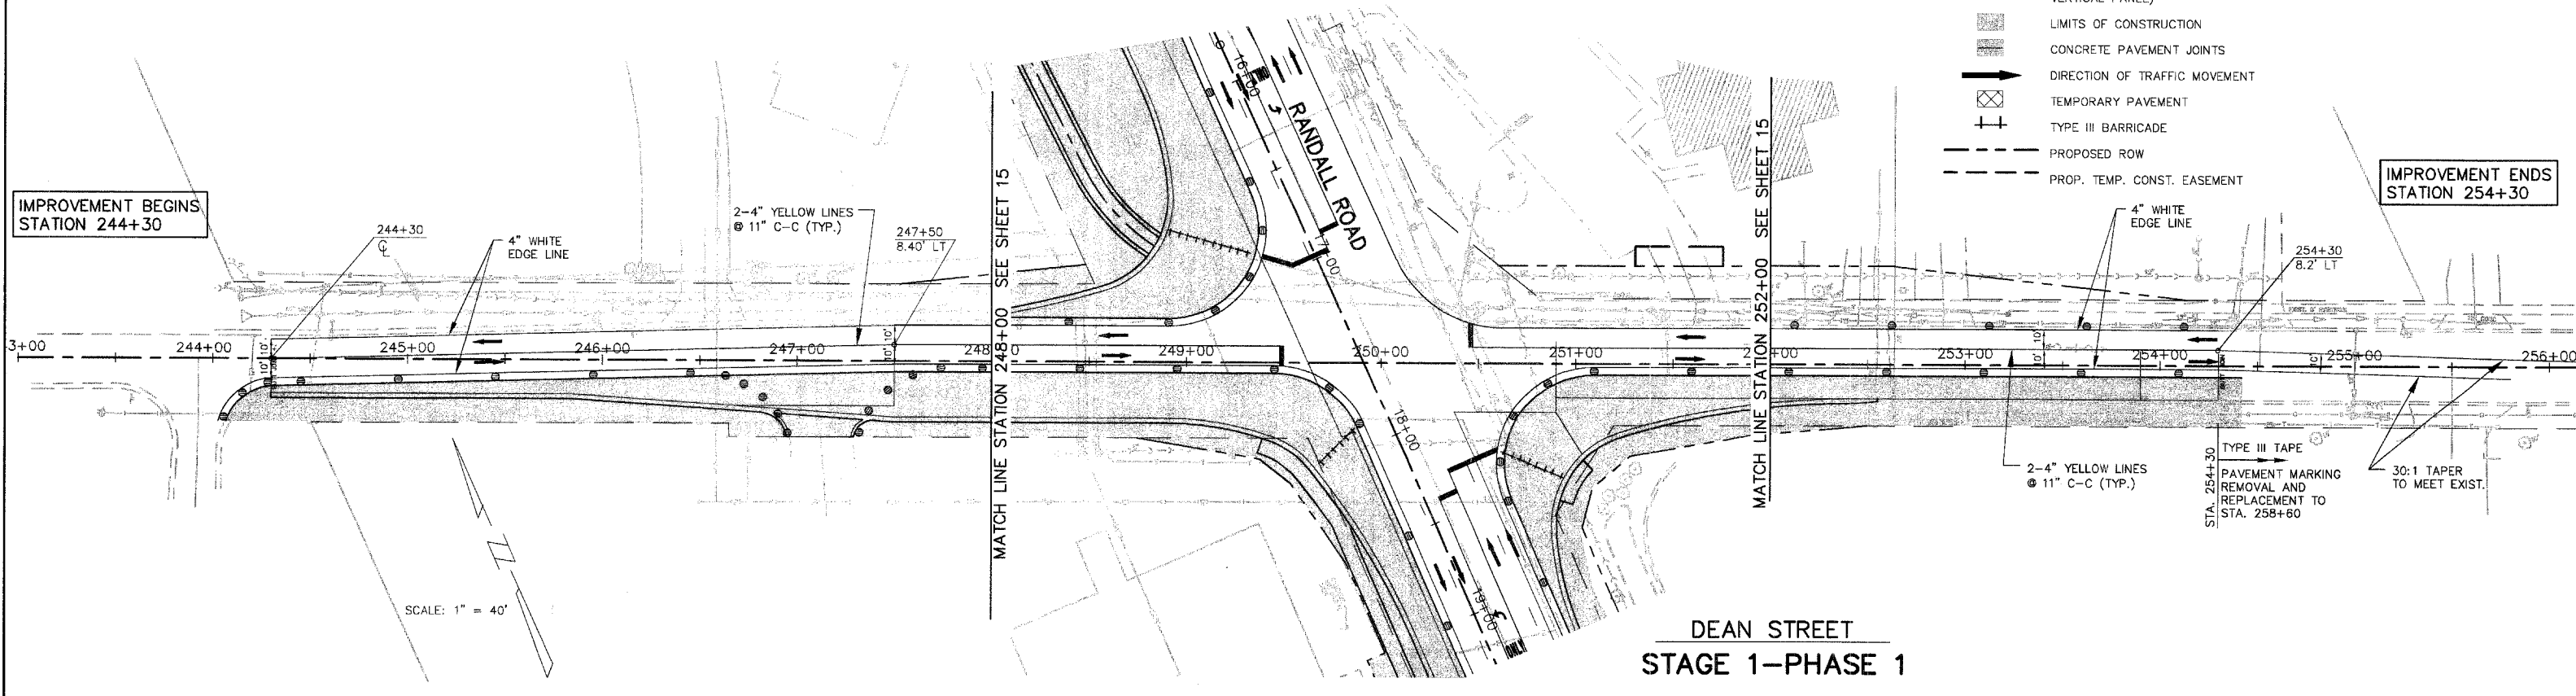 VERTICAL PANEL)
LIMITS OF CONSTRUCTION
CONCRETE PAVEMENT JOINTS
DIRECTION OF TRAFFIC MOVEMENT
TEMPORARY PAVEMENT
TYPE III BARRICADE
PROPOSED ROW
PROP. TEMP. CONST. EASEMENT
IMPROVEMENT BEGINS
STATION 244+30
244+30
℄
4" WHITE
EDGE LINE
2-4" YELLOW LINES
@ 11" C-C (TYP.)
247+50
8.40' LT
MATCH LINE STATION 248+00 SEE SHEET 15
16+00
RANDALL ROAD
17+00
18+00
19+00
ONLY
MATCH LINE STATION 252+00 SEE SHEET 15
4" WHITE
EDGE LINE
254+30
8.2' LT
IMPROVEMENT ENDS
STATION 254+30
3+00
244+00
10' 10'
245+00
246+00
247+00
10' 10'
248
249+00
250+00
251+00
253+00
10' 10'
254+00
255+00
256+00
2-4" YELLOW LINES
@ 11" C-C (TYP.)
STA. 254+30
TYPE III TAPE
PAVEMENT MARKING
REMOVAL AND
REPLACEMENT TO
STA. 258+60
30:1 TAPER
TO MEET EXIST.
SCALE: 1" = 40'
DEAN STREET
STAGE 1-PHASE 1